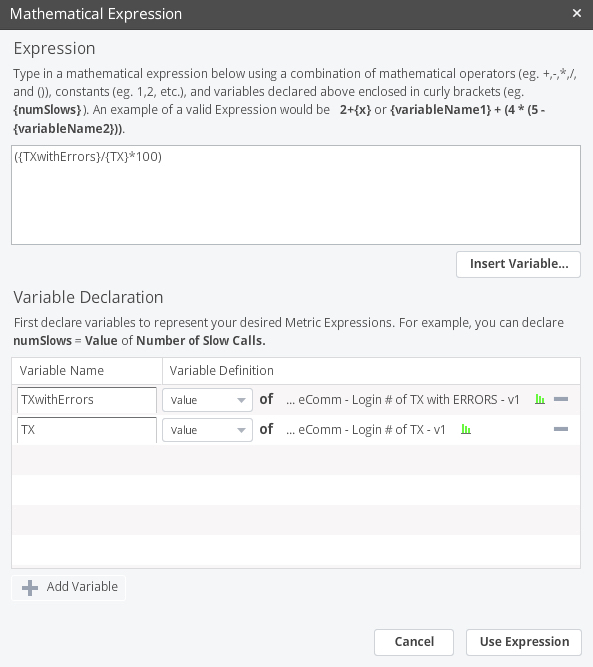 Mathematical Expression ×
Expression
Type in a mathematical expression below using a combination of mathematical operators (eg. +,-,*,/,
and ()), constants (eg. 1,2, etc.), and variables declared above enclosed in curly brackets (eg.
{numSlows}). An example of a valid Expression would be 2+{x} or {variableName1} + (4 * (5 -
{variableName2})).
({TXwithErrors}/{TX}*100)
Insert Variable...
Variable Declaration
First declare variables to represent your desired Metric Expressions. For example, you can declare
numSlows = Value of Number of Slow Calls.
Variable Name Variable Definition
TXwithErrors Value of ... eComm - Login # of TX with ERRORS - v1
TX Value of ... eComm - Login # of TX - v1
Add Variable
Cancel Use Expression